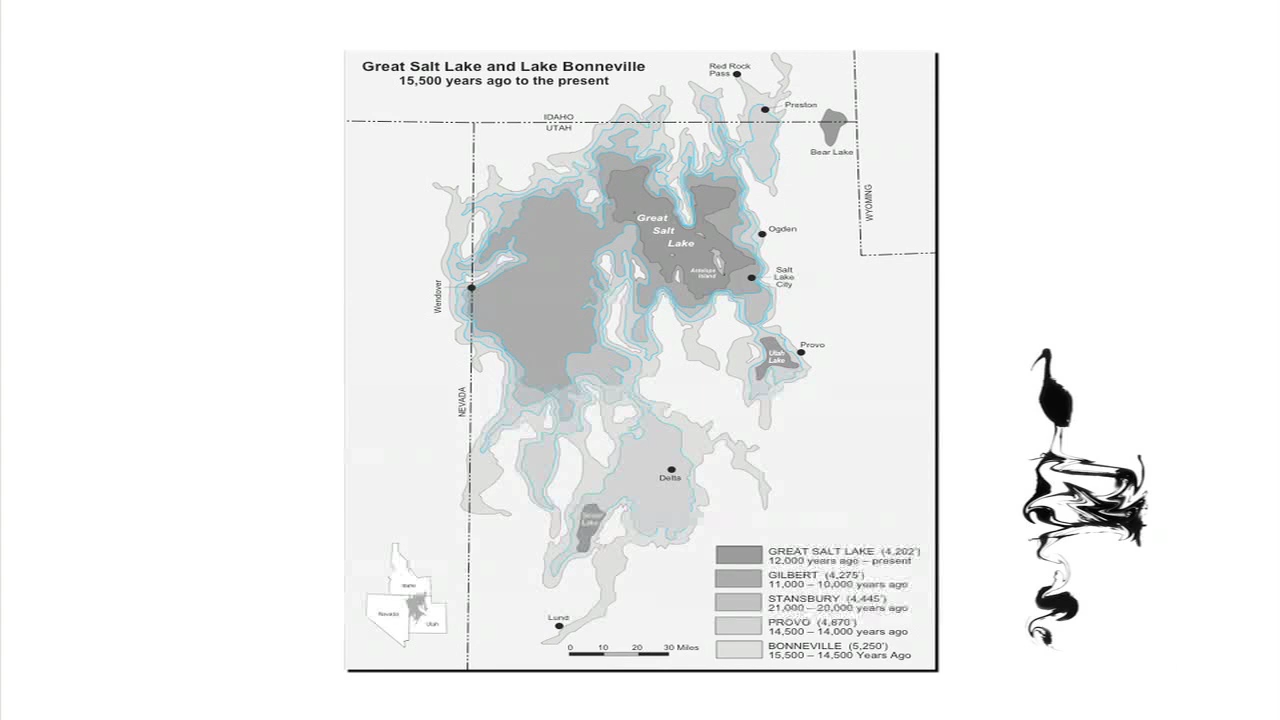 Great Salt Lake and Lake Bonneville
15,500 years ago to the present
Red Rock
Pass
Preston
IDAHO
UTAH
Bear Lake
WYOMING
Great
Salt
Lake
Ogden
Antelope
Island
Salt
Lake
City
Wendover
Utah
Lake
Provo
NEVADA
Delta
Lake
Lund
0 10 20 30 Miles
Idaho
Nevada
Utah
GREAT SALT LAKE (4,202')
12,000 years ago – present
GILBERT (4,275')
11,000 – 10,000 years ago
STANSBURY (4,445')
21,000 – 20,000 years ago
PROVO (4,870')
14,500 – 14,000 years ago
BONNEVILLE (5,250')
15,500 – 14,500 Years Ago